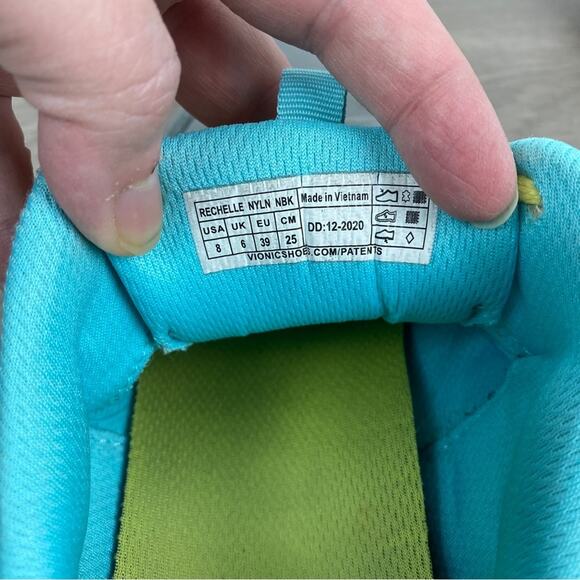 RECHELLE NYLN NBK
Made in Vietnam
USA UK EU CM
8 6 39 25
DD:12-2020
VIONICSHOES.COM/PATENTS